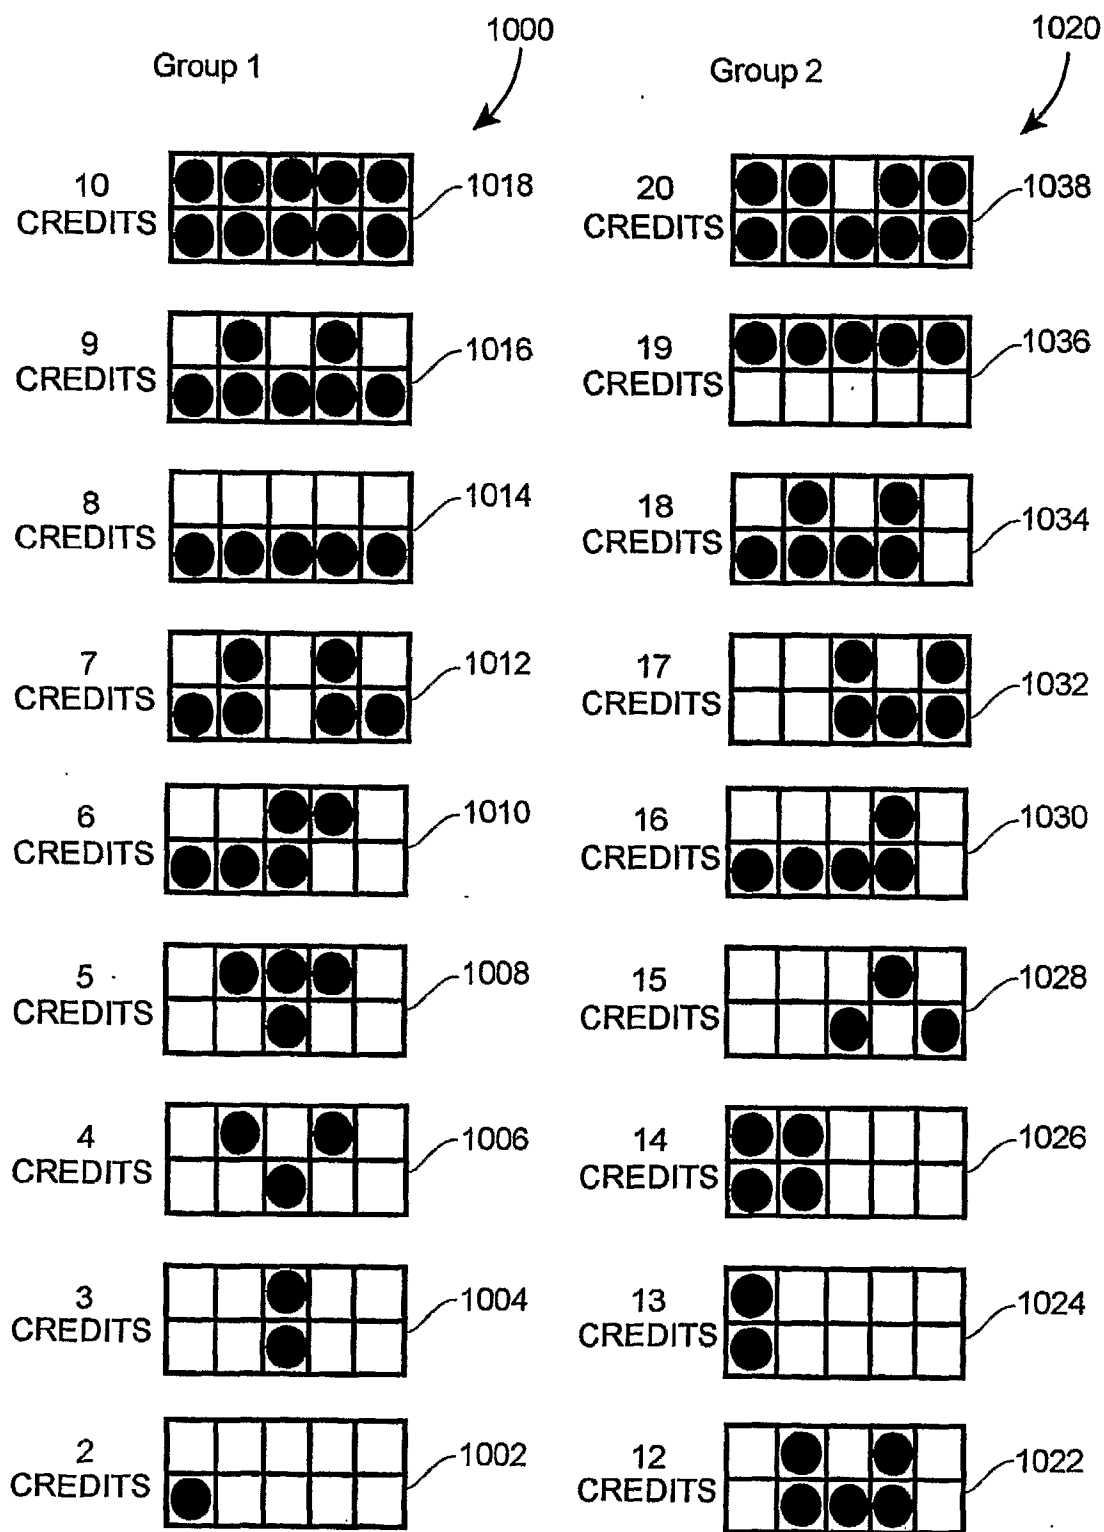 1000
1020
Group 1
Group 2
10
CREDITS
1018
20
CREDITS
1038
9
CREDITS
1016
19
CREDITS
1036
8
CREDITS
1014
18
CREDITS
1034
7
CREDITS
1012
17
CREDITS
1032
6
CREDITS
1010
16
CREDITS
1030
5
CREDITS
1008
15
CREDITS
1028
4
CREDITS
1006
14
CREDITS
1026
3
CREDITS
1004
13
CREDITS
1024
2
CREDITS
1002
12
CREDITS
1022